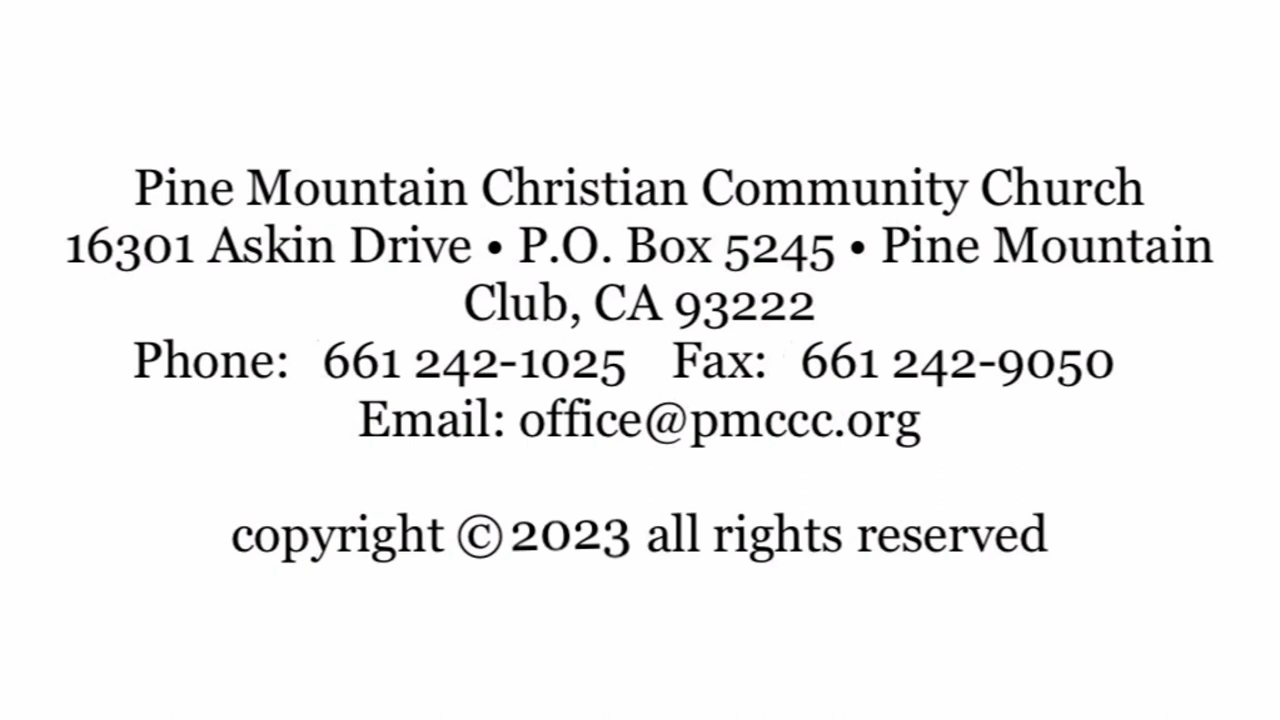 Pine Mountain Christian Community Church
16301 Askin Drive • P.O. Box 5245 • Pine Mountain
Club, CA 93222
Phone: 661 242-1025 Fax: 661 242-9050
Email: office@pmccc.org
copyright ©2023 all rights reserved